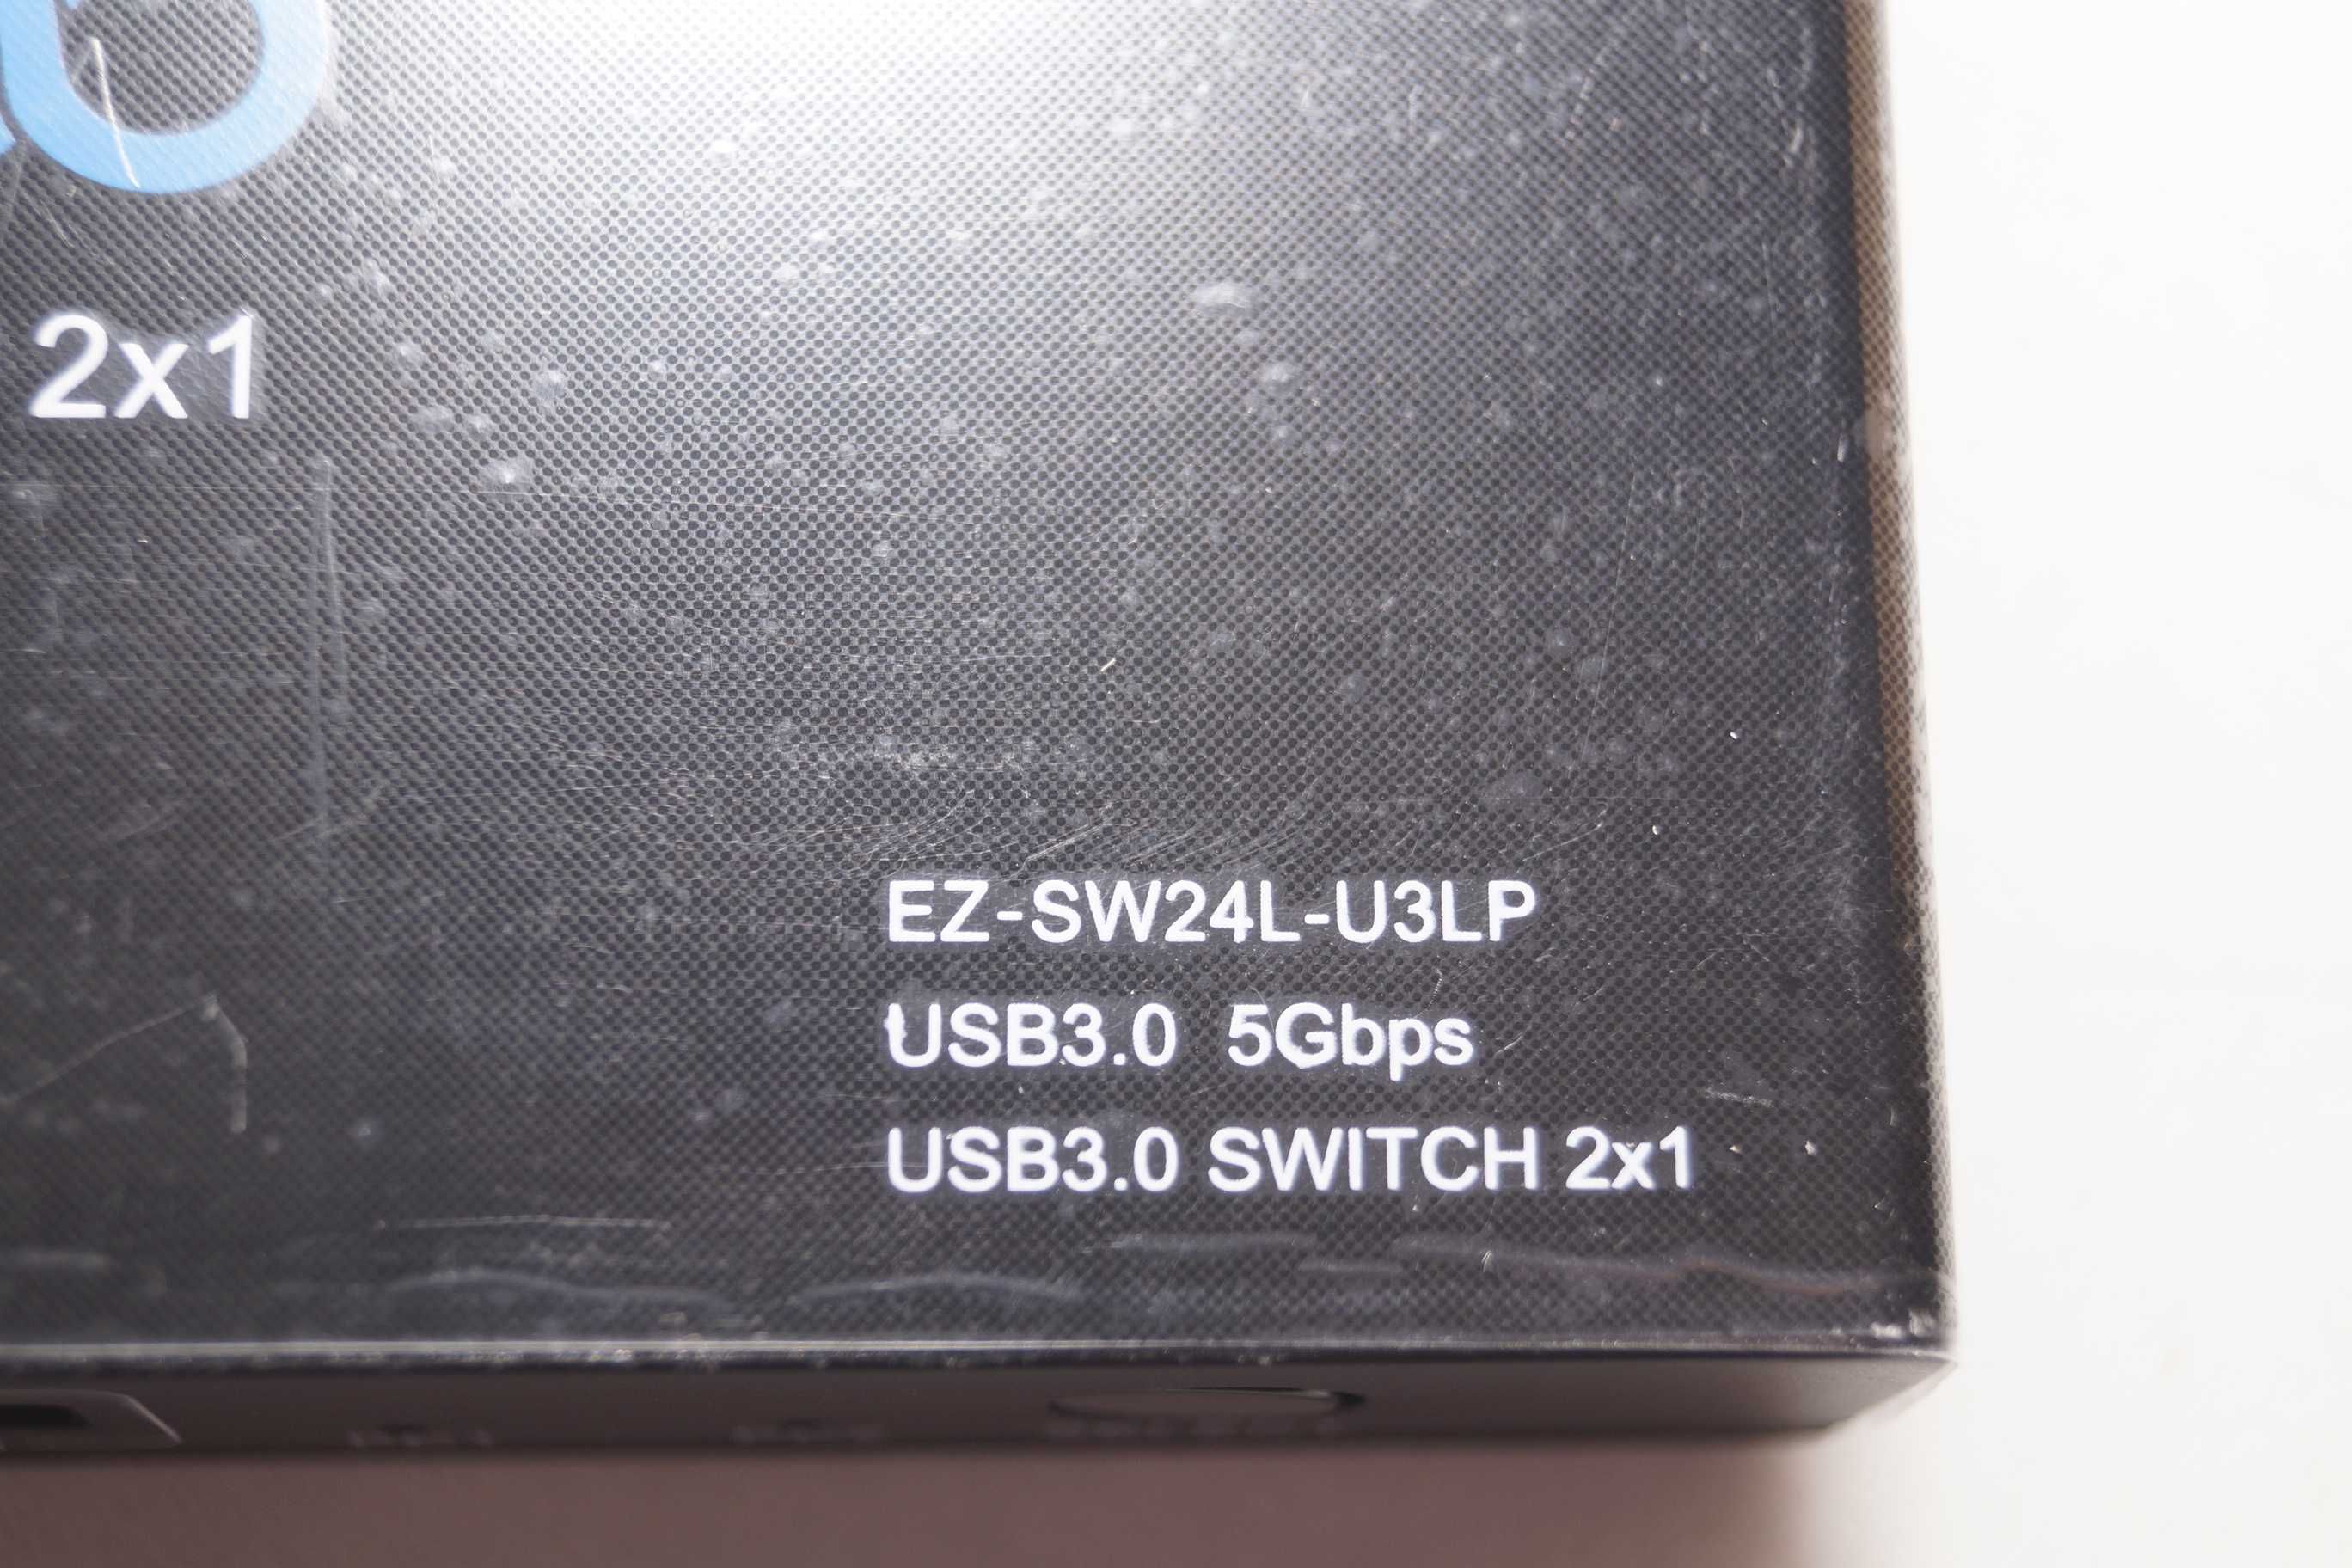 2x1
EZ-SW24L-U3LP
USB3.0 5Gbps
USB3.0 SWITCH 2x1